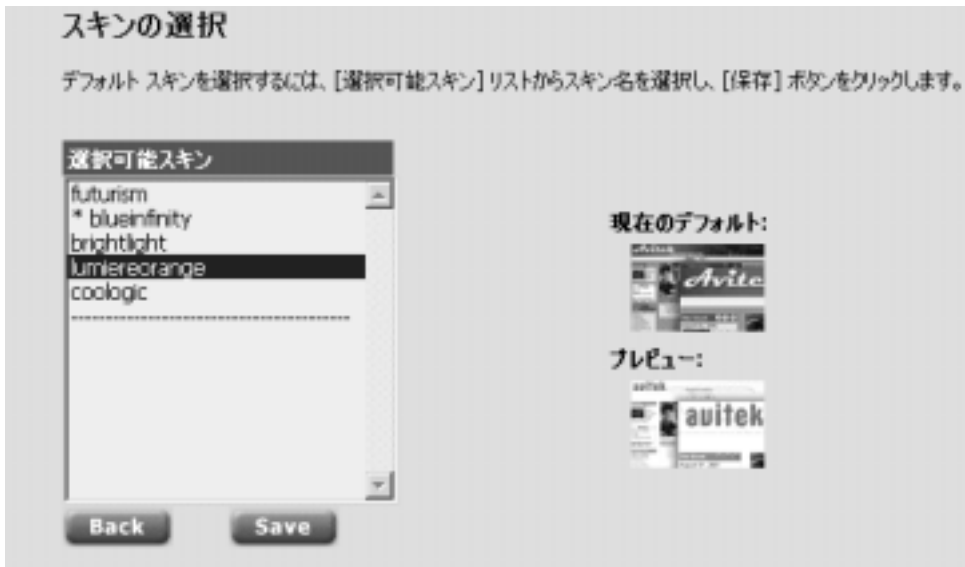 スキンの選択
デフォルト スキンを選択するには、[選択可能スキン] リストからスキン名を選択し、[保存] ボタンをクリックします。
選択可能スキン
futurism
* blueinfinity
brightlight
lumiereorange
coologic
----------------------------------
現在のデフォルト:
Avite
プレビュー:
avitek
avitek
Back
Save